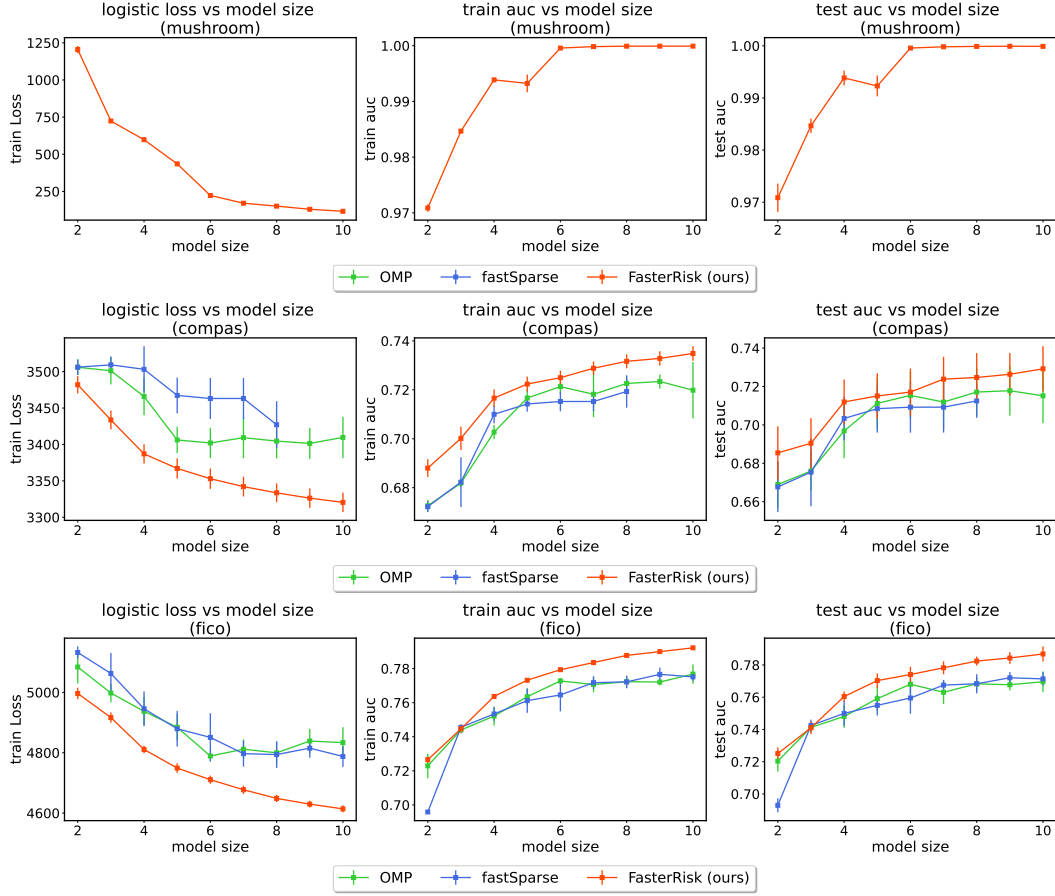 logistic loss vs model size
(mushroom)
train auc vs model size
(mushroom)
test auc vs model size
(mushroom)
1250
1000
750
500
250
train Loss
2 4 6 8 10
model size
1.00
0.99
0.98
0.97
train auc
2 4 6 8 10
model size
1.00
0.99
0.98
0.97
test auc
2 4 6 8 10
model size
OMP fastSparse FasterRisk (ours)
logistic loss vs model size
(compas)
train auc vs model size
(compas)
test auc vs model size
(compas)
3500
3450
3400
3350
3300
train Loss
2 4 6 8 10
model size
0.74
0.72
0.70
0.68
train auc
2 4 6 8 10
model size
0.74
0.72
0.70
0.68
0.66
test auc
2 4 6 8 10
model size
OMP fastSparse FasterRisk (ours)
logistic loss vs model size
(fico)
train auc vs model size
(fico)
test auc vs model size
(fico)
5000
4800
4600
train Loss
2 4 6 8 10
model size
0.78
0.76
0.74
0.72
0.70
train auc
2 4 6 8 10
model size
0.78
0.76
0.74
0.72
0.70
test auc
2 4 6 8 10
model size
OMP fastSparse FasterRisk (ours)